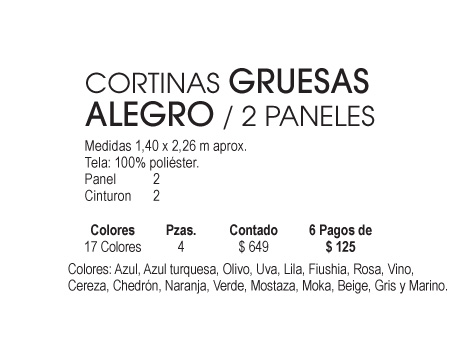 CORTINAS GRUESAS
ALEGRO / 2 PANELES
Medidas 1,40 x 2,26 m aprox.
Tela: 100% poliéster.
Panel 2
Cinturon 2
Colores Pzas. Contado 6 Pagos de
17 Colores 4 $ 649 $ 125
Colores: Azul, Azul turquesa, Olivo, Uva, Lila, Fiushia, Rosa, Vino,
Cereza, Chedrón, Naranja, Verde, Mostaza, Moka, Beige, Gris y Marino.